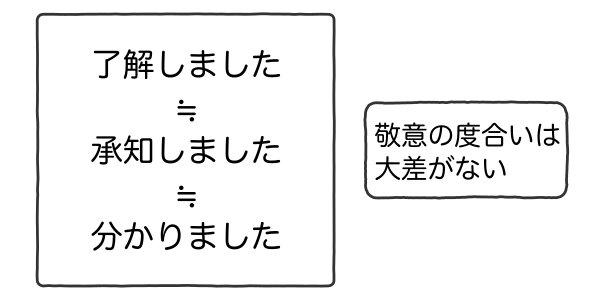 了解しました
≒
承知しました
≒
分かりました
敬意の度合いは
大差がない